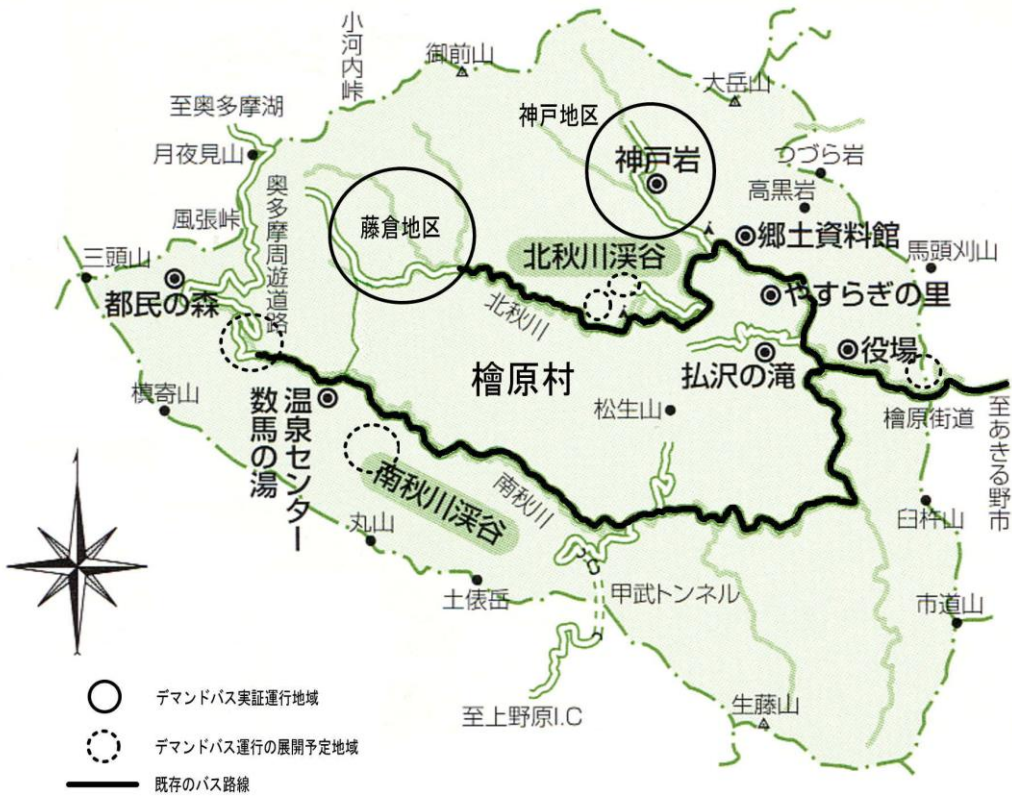 小河内峠
御前山
大岳山
至奥多摩湖
神戸地区
月夜見山
神戸岩
つづら岩
高黒岩
奥多摩周遊道路
風張峠
藤倉地区
郷土資料館
北秋川渓谷
馬頭刈山
三頭山
都民の森
北秋川
やすらぎの里
役場
払沢の滝
檜原村
槙寄山
松生山
檜原街道
至あきる野市
温泉センター
数馬の湯
南秋川渓谷
南秋川
丸山
臼杵山
土俵岳
甲武トンネル
市道山
至上野原I.C
生藤山
デマンドバス実証運行地域
デマンドバス運行の展開予定地域
既存のバス路線